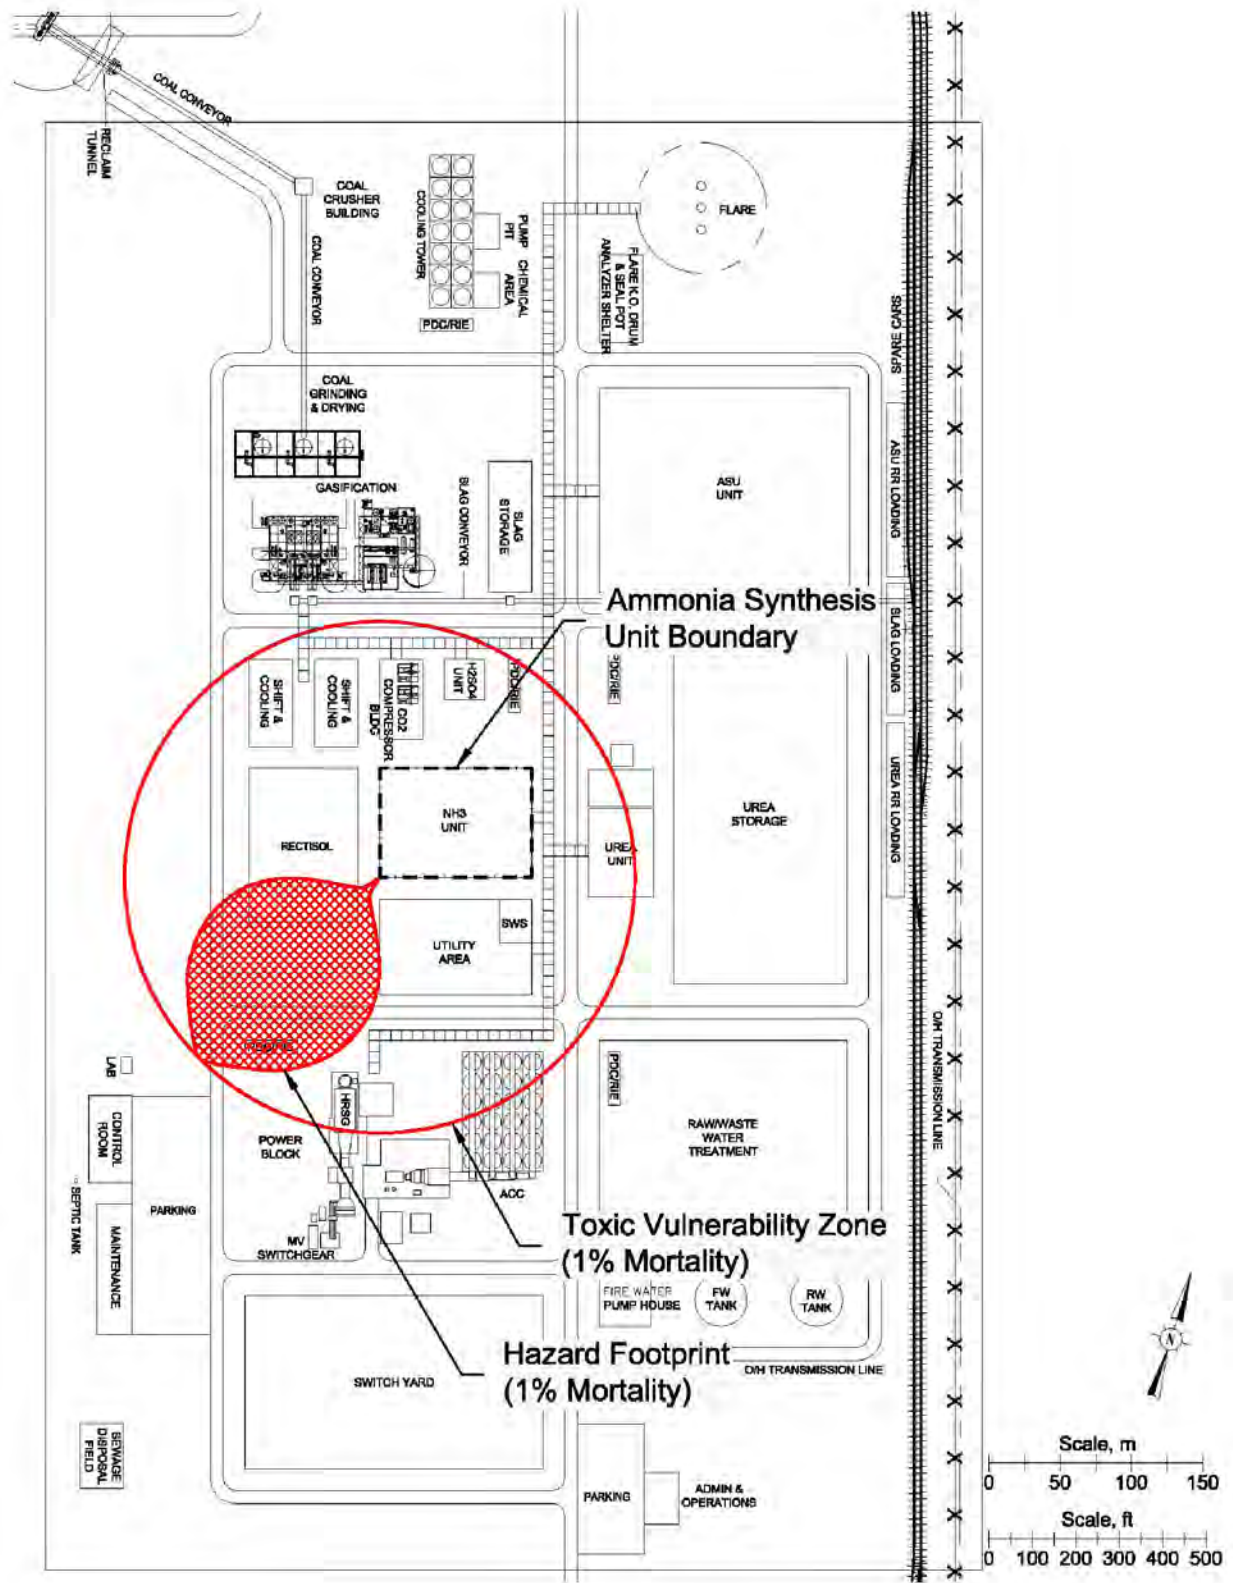 COAL CONVEYOR
RECLAIM
TUNNEL
COAL
CRUSHER
BUILDING
COAL CONVEYOR
COOLING TOWER
PUMP
PIT
CHEMICAL
AREA
PDC/RIE
FLARE
FLARE K.O. DRUM
& SEAL POT
ANALYZER SHELTER
SPARE CARS
COAL
GRINDING
& DRYING
GASIFICATION
SLAG CONVEYOR
SLAG
STORAGE
ASU
UNIT
ASU RR LOADING
Ammonia Synthesis
Unit Boundary
SLAG LOADING
SHIFT &
COOLING
SHIFT &
COOLING
CO2
COMPRESSOR
BLDG
H2SO4
UNIT
PDC/RIE
PDC/RIE
UREA RR LOADING
RECTISOL
NH3
UNIT
UREA
UNIT
UREA
STORAGE
SWS
UTILITY
AREA
O/H TRANSMISSION LINE
LAB
HRSG
PDC/RIE
CONTROL
ROOM
POWER
BLOCK
RAW/WASTE
WATER
TREATMENT
ACC
SEPTIC TANK
PARKING
MAINTENANCE
MV
SWITCHGEAR
Toxic Vulnerability Zone
(1% Mortality)
FIRE WATER
PUMP HOUSE
FW
TANK
RW
TANK
Hazard Footprint
(1% Mortality)
O/H TRANSMISSION LINE
SWITCH YARD
N
SEWAGE
DISPOSAL
FIELD
PARKING
ADMIN &
OPERATIONS
Scale, m
0 50 100 150
Scale, ft
0 100 200 300 400 500